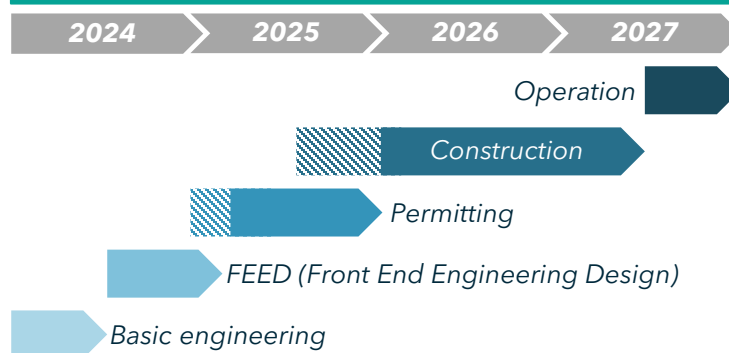 2024 2025 2026 2027
Operation
Construction
Permitting
FEED (Front End Engineering Design)
Basic engineering